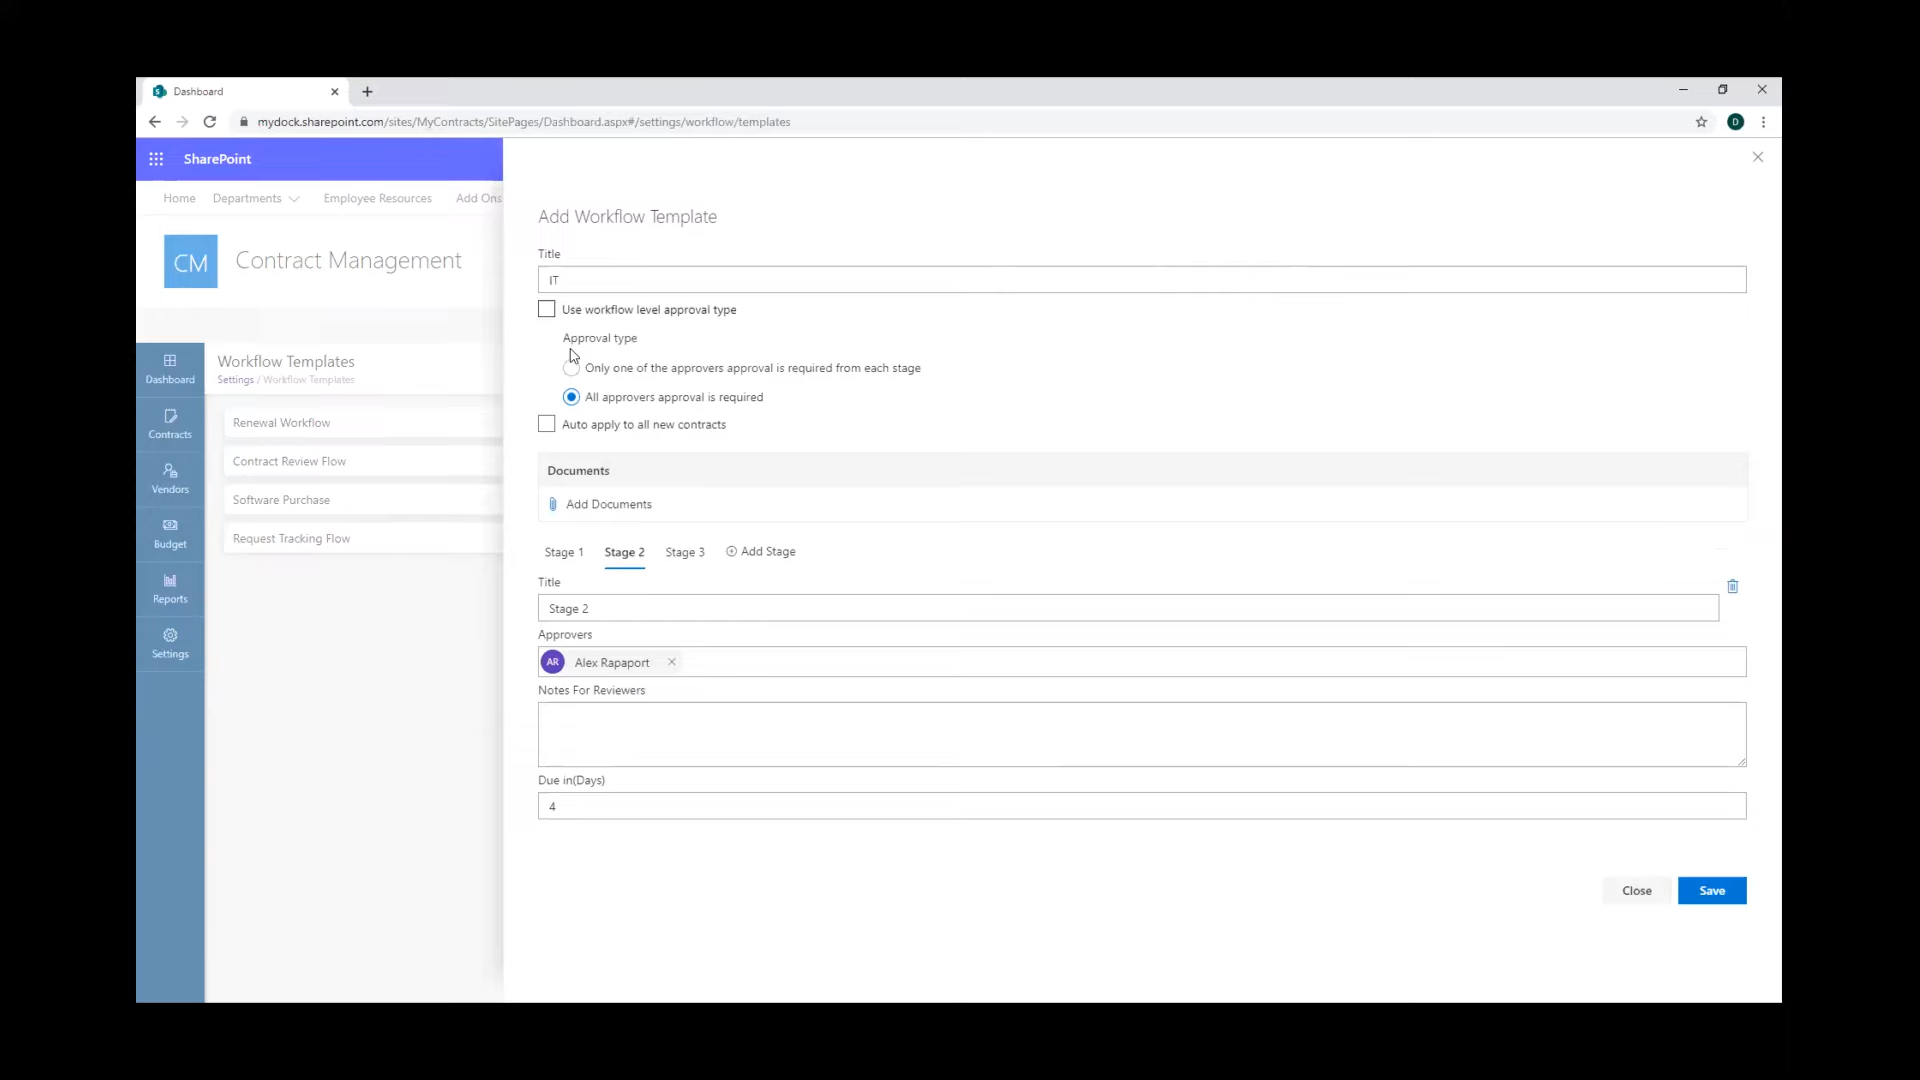 Dashboard
mydock.sharepoint.com/sites/MyContracts/SitePages/Dashboard.aspx#/settings/workflow/templates
D
SharePoint
Home Departments Employee Resources Add Ons
CM Contract Management
Dashboard
Contracts
Vendors
Budget
Reports
Settings
Workflow Templates
Settings / Workflow Templates
Renewal Workflow
Contract Review Flow
Software Purchase
Request Tracking Flow
Add Workflow Template
Title
IT
Use workflow level approval type
Approval type
Only one of the approvers approval is required from each stage
All approvers approval is required
Auto apply to all new contracts
Documents
Add Documents
Stage 1 Stage 2 Stage 3 Add Stage
Title
Stage 2
Approvers
AR Alex Rapaport
Notes For Reviewers
Due in(Days)
4
Close Save